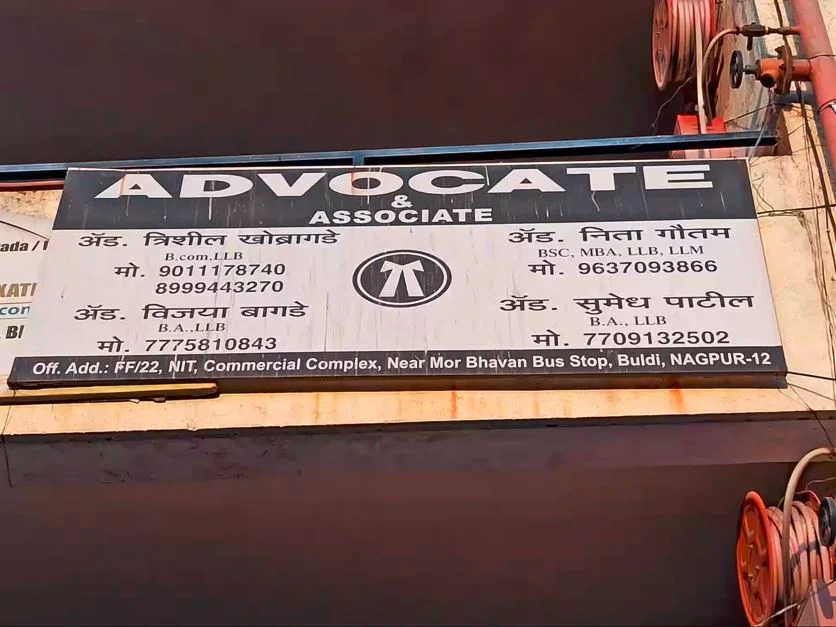 ADVOCATE
&
ASSOCIATE
ॲड. त्रिशील खोब्रागडे
B.com,LLB
मो. 9011178740
8999443270
ॲड. विजया बागडे
B.A.,LLB
मो. 7775810843
ॲड. निता गौतम
BSC, MBA, LLB, LLM
मो. 9637093866
ॲड. सुमेध पाटील
B.A., LLB
मो. 7709132502
Off. Add.: FF/22, NIT, Commercial Complex, Near Mor Bhavan Bus Stop, Buldi, NAGPUR-12